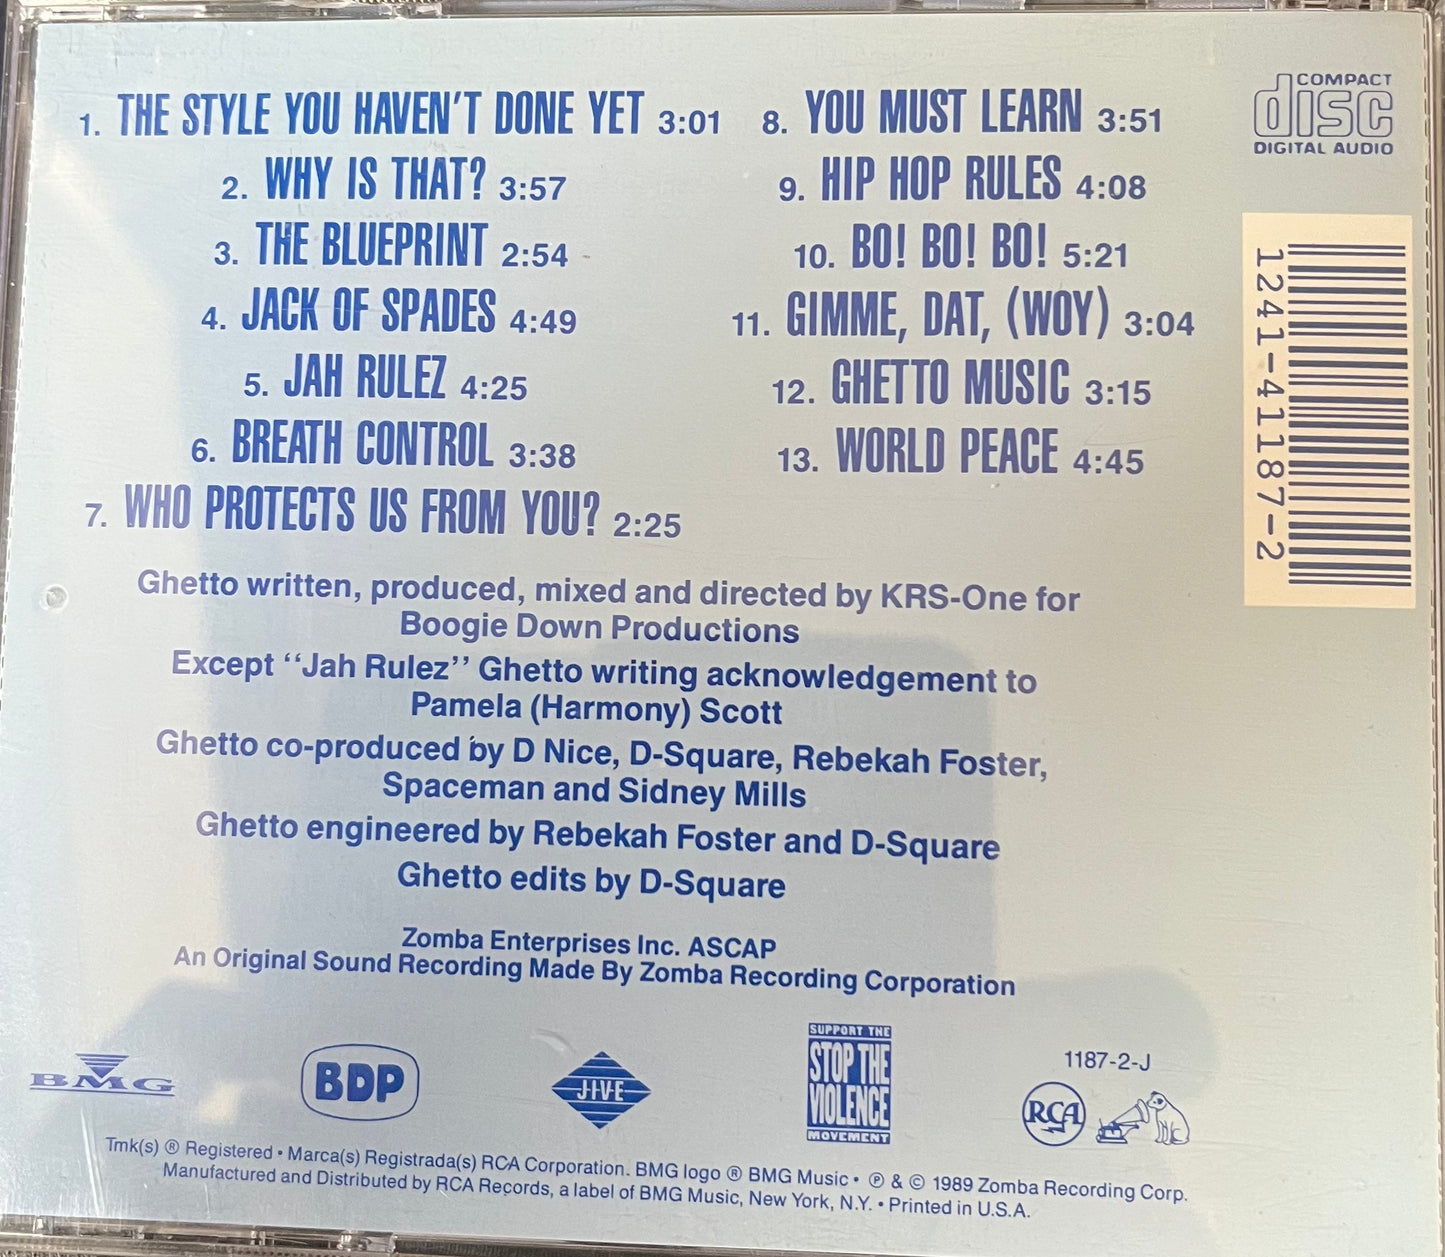 1. THE STYLE YOU HAVEN'T DONE YET 3:01
2. WHY IS THAT? 3:57
3. THE BLUEPRINT 2:54
4. JACK OF SPADES 4:49
5. JAH RULEZ 4:25
6. BREATH CONTROL 3:38
7. WHO PROTECTS US FROM YOU? 2:25
8. YOU MUST LEARN 3:51
9. HIP HOP RULES 4:08
10. BO! BO! BO! 5:21
11. GIMME, DAT, (WOY) 3:04
12. GHETTO MUSIC 3:15
13. WORLD PEACE 4:45
COMPACT
disc
DIGITAL AUDIO
1241-41187-2
Ghetto written, produced, mixed and directed by KRS-One for
Boogie Down Productions
Except “Jah Rulez” Ghetto writing acknowledgement to
Pamela (Harmony) Scott
Ghetto co-produced by D Nice, D-Square, Rebekah Foster,
Spaceman and Sidney Mills
Ghetto engineered by Rebekah Foster and D-Square
Ghetto edits by D-Square
Zomba Enterprises Inc. ASCAP
An Original Sound Recording Made By Zomba Recording Corporation
BMG
BDP
JIVE
SUPPORT THE
STOP THE
VIOLENCE
MOVEMENT
1187-2-J
RCA
Tmk(s) ® Registered • Marca(s) Registrada(s) RCA Corporation. BMG logo ® BMG Music • ℗ & © 1989 Zomba Recording Corp.
Manufactured and Distributed by RCA Records, a label of BMG Music, New York, N.Y. • Printed in U.S.A.